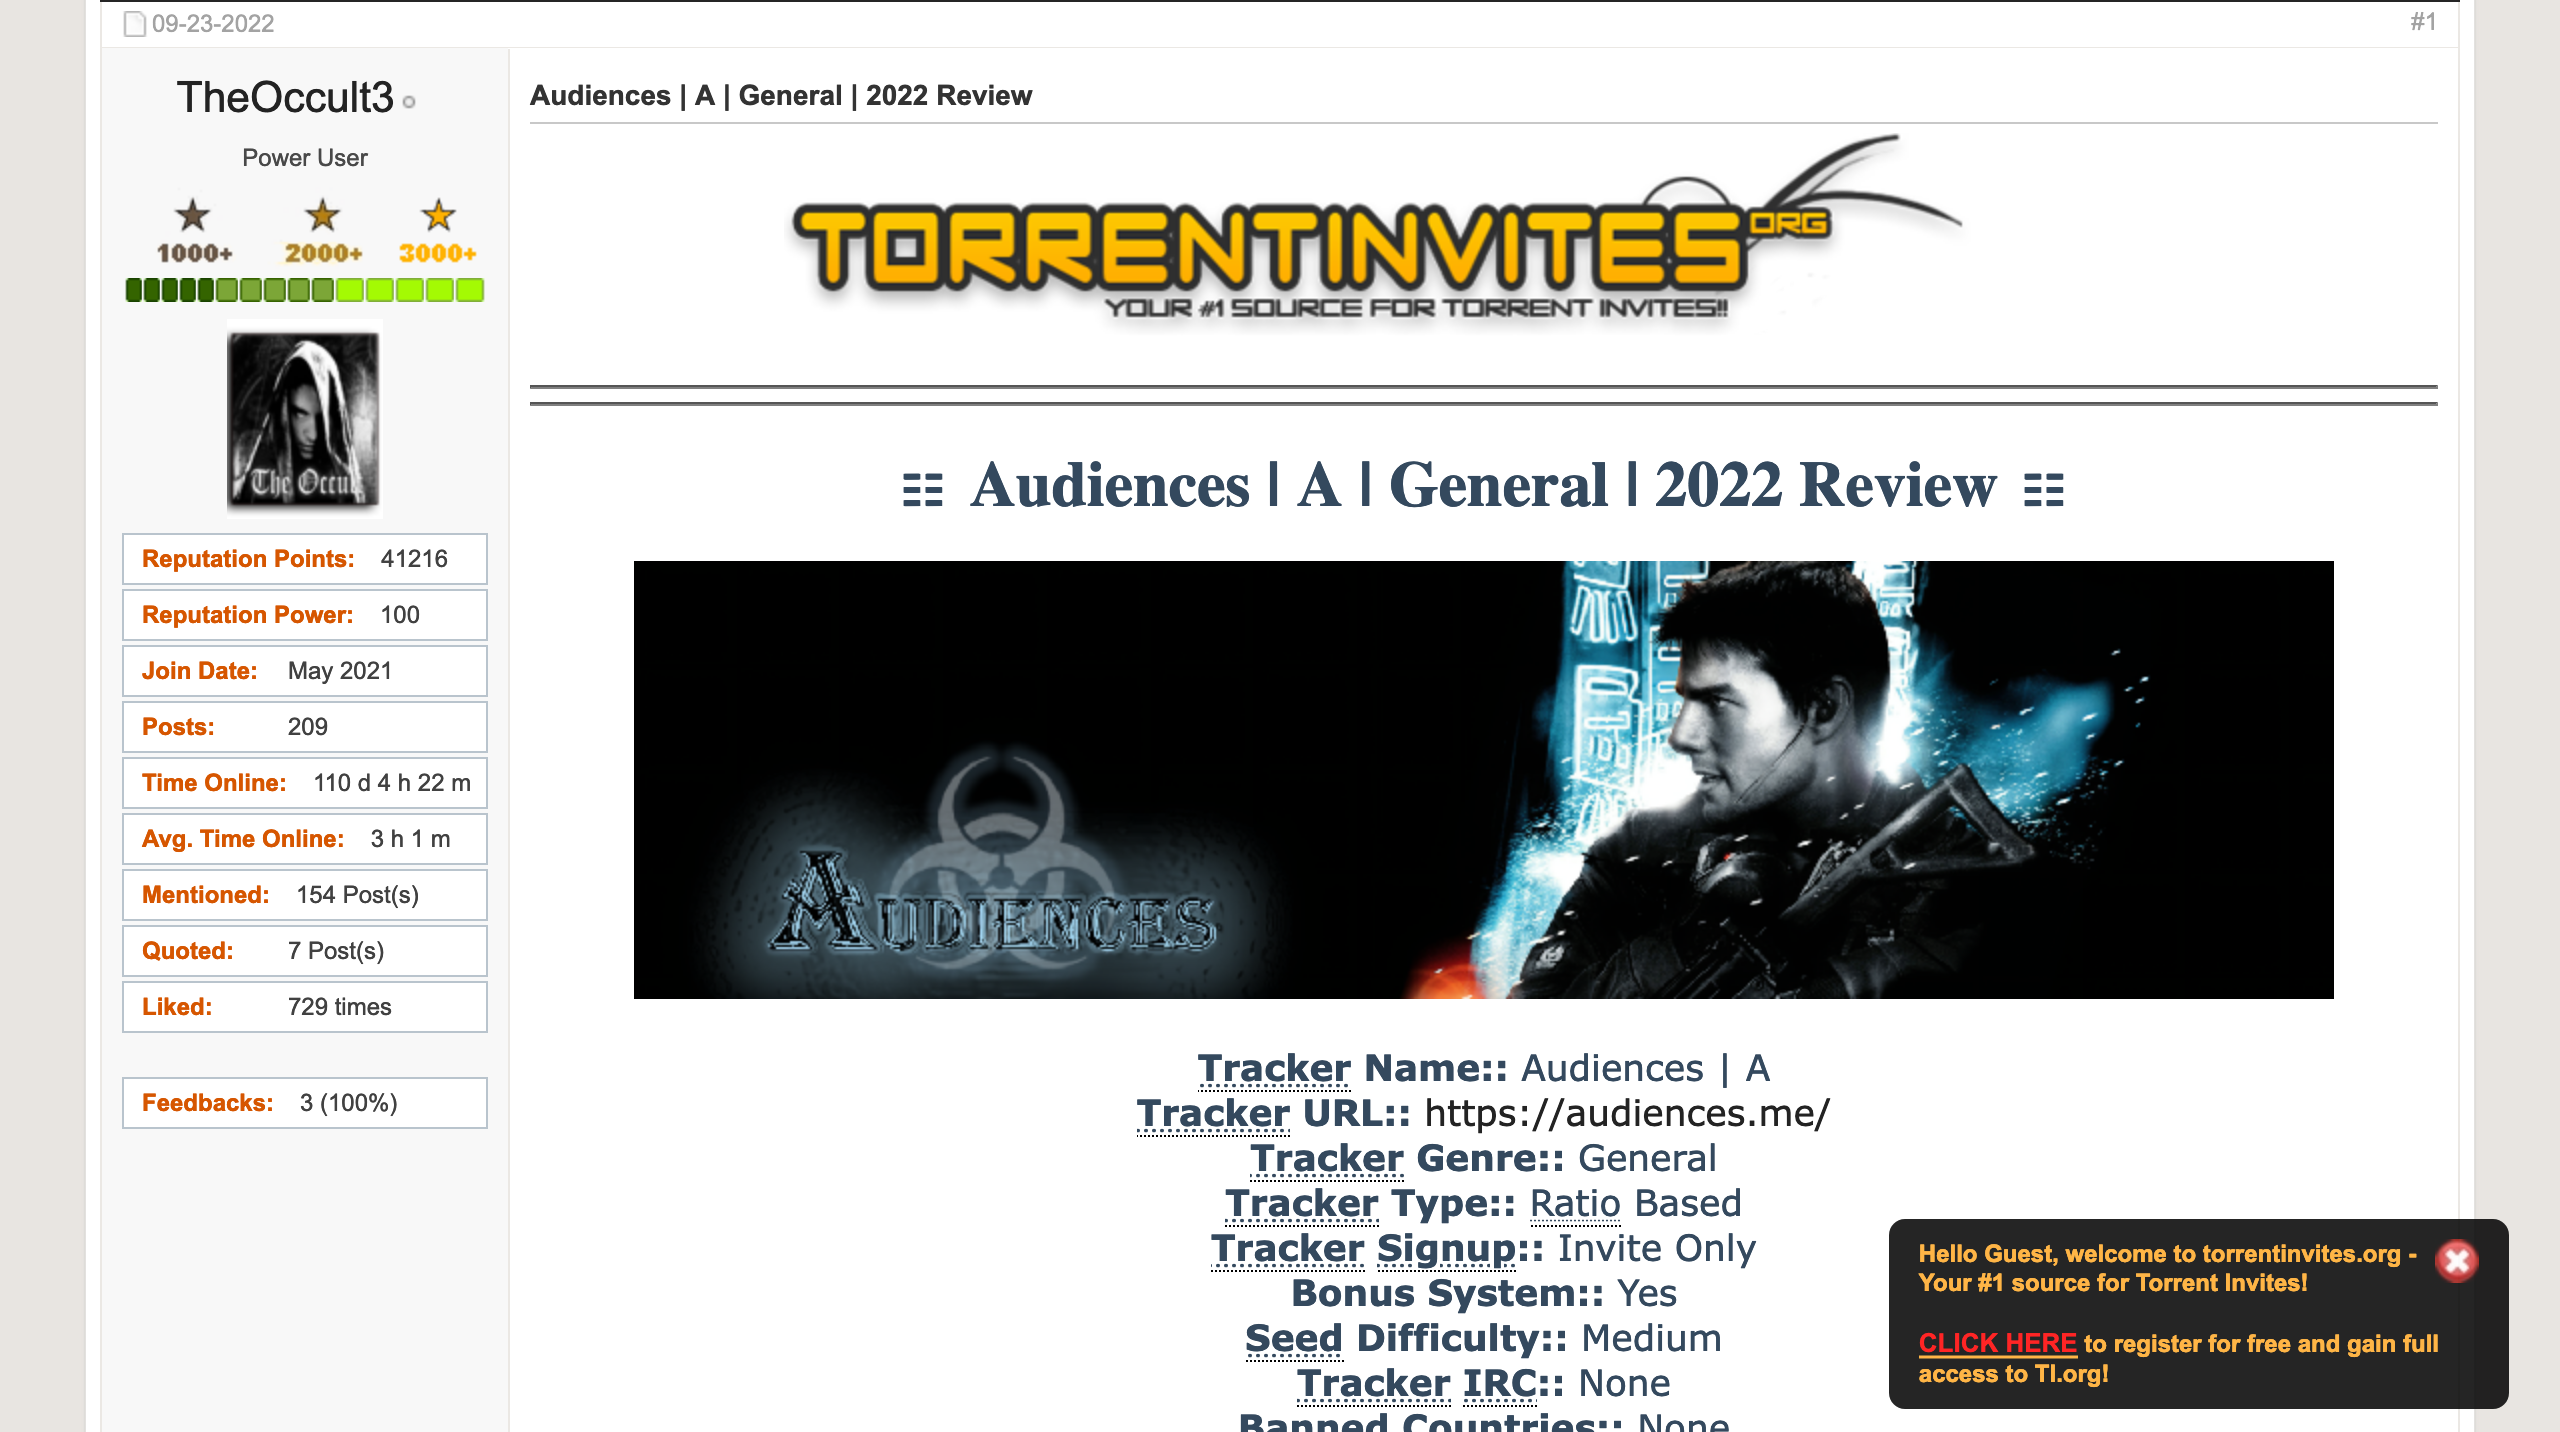 09-23-2022
#1
TheOccult3
Power User
1000+ 2000+ 3000+
The Occu
Reputation Points: 41216
Reputation Power: 100
Join Date: May 2021
Posts: 209
Time Online: 110 d 4 h 22 m
Avg. Time Online: 3 h 1 m
Mentioned: 154 Post(s)
Quoted: 7 Post(s)
Liked: 729 times
Feedbacks: 3 (100%)
Audiences | A | General | 2022 Review
TORRENTINVITES ORG
YOUR #1 SOURCE FOR TORRENT INVITES!!
Audiences | A | General | 2022 Review
AUDIENCES
Tracker Name:: Audiences | A
Tracker URL:: https://audiences.me/
Tracker Genre:: General
Tracker Type:: Ratio Based
Tracker Signup:: Invite Only
Bonus System:: Yes
Seed Difficulty:: Medium
Tracker IRC:: None
Banned Countries:: None
Hello Guest, welcome to torrentinvites.org -
Your #1 source for Torrent Invites!
CLICK HERE to register for free and gain full
access to TI.org!